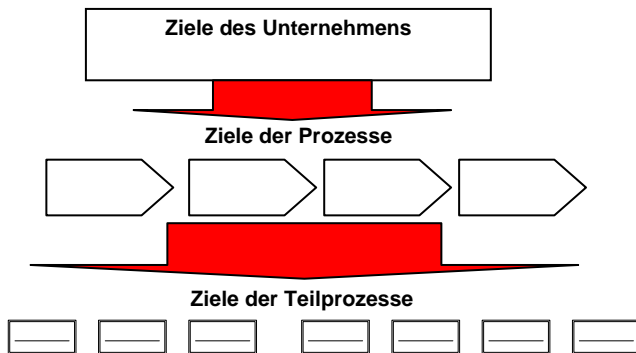 Ziele des Unternehmens
Ziele der Prozesse
Ziele der Teilprozesse